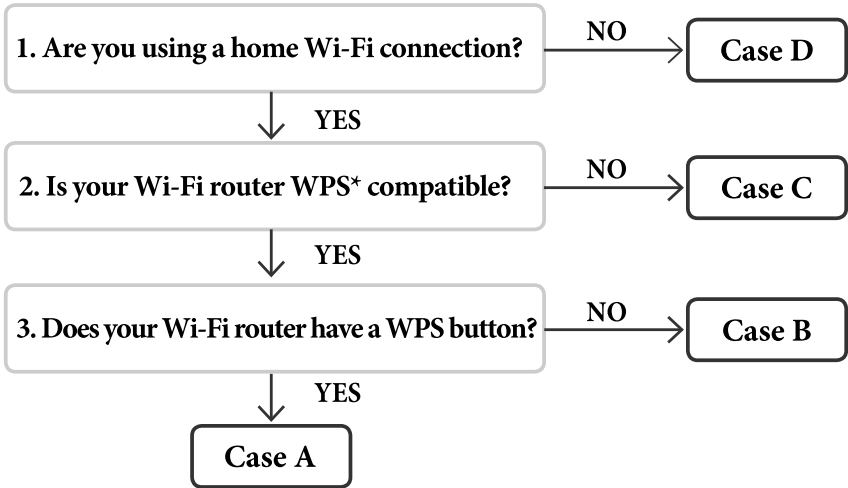 1. Are you using a home Wi-Fi connection?
NO
Case D
YES
2. Is your Wi-Fi router WPS* compatible?
NO
Case C
YES
3. Does your Wi-Fi router have a WPS button?
NO
Case B
YES
Case A